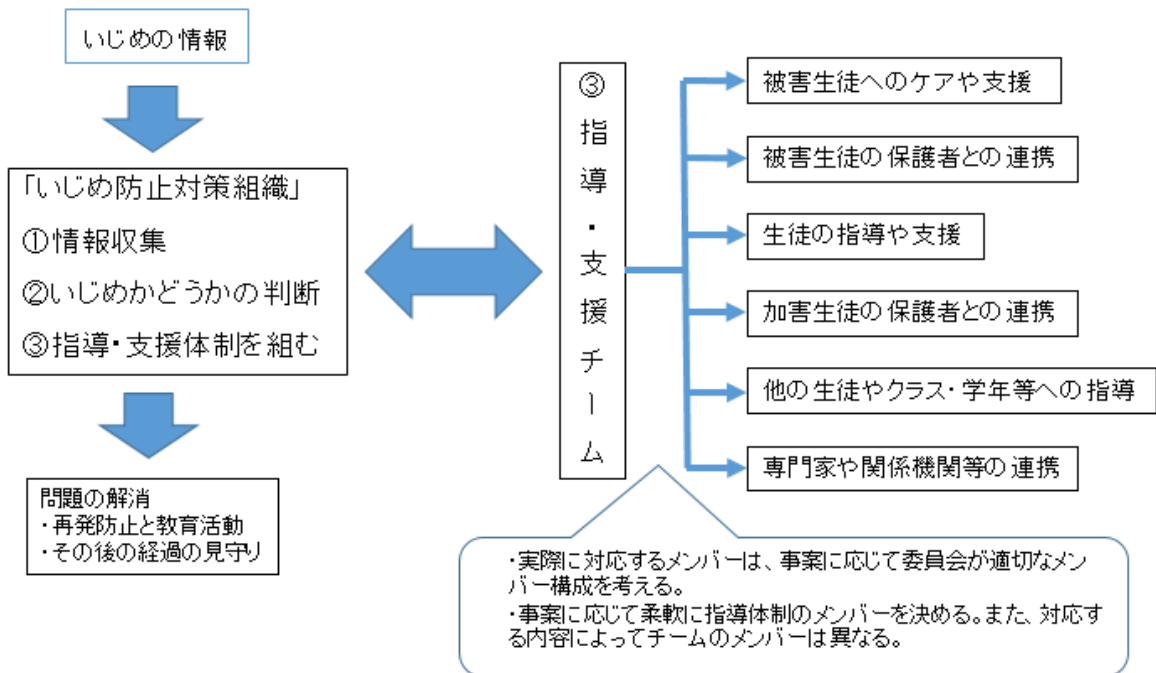 いじめの情報
「いじめ防止対策組織」
①情報収集
②いじめかどうかの判断
③指導・支援体制を組む
問題の解消
・再発防止と教育活動
・その後の経過の見守り
③指導・支援チーム
被害生徒へのケアや支援
被害生徒の保護者との連携
生徒の指導や支援
加害生徒の保護者との連携
他の生徒やクラス・学年等への指導
専門家や関係機関等の連携
・実際に対応するメンバーは、事案に応じて委員会が適切なメン
バー構成を考える。
・事案に応じて柔軟に指導体制のメンバーを決める。また、対応す
る内容によってチームのメンバーは異なる。